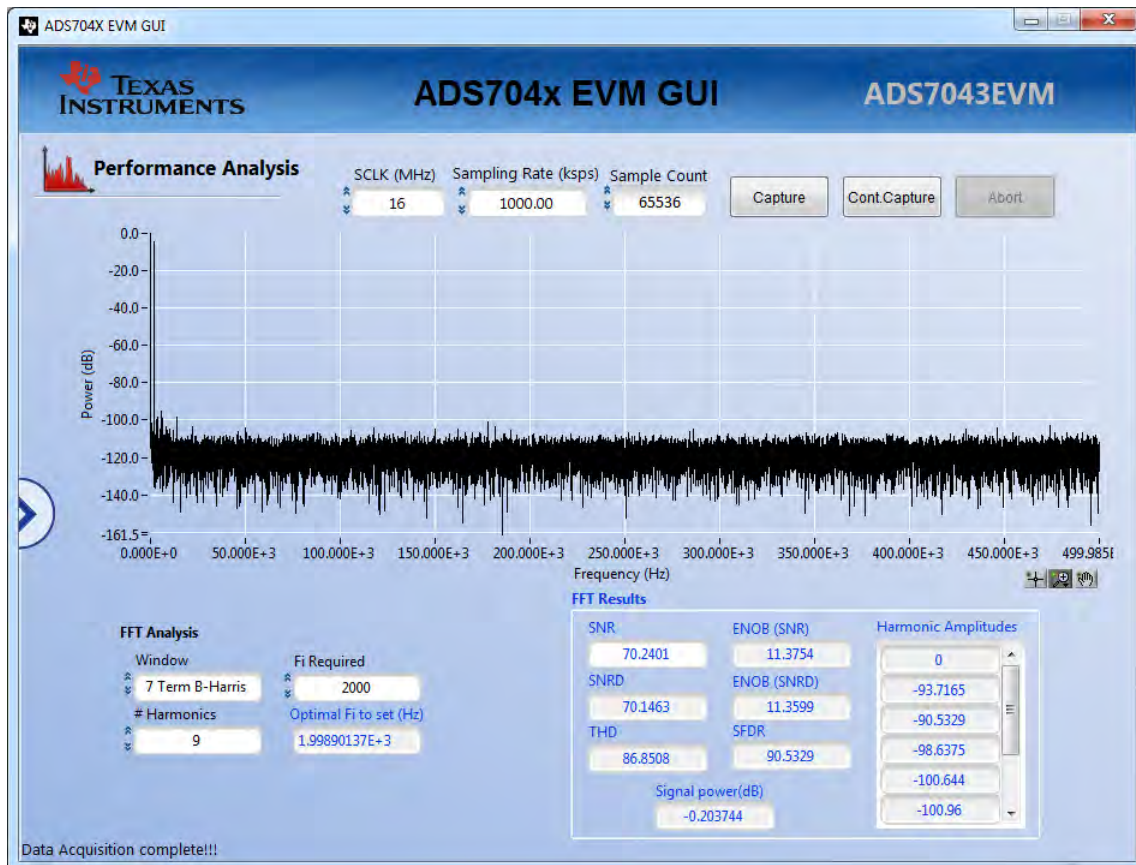 ADS704X EVM GUI
TEXAS INSTRUMENTS
ADS704x EVM GUI
ADS7043EVM
Performance Analysis
SCLK (MHz)
16
Sampling Rate (ksps)
1000.00
Sample Count
65536
Capture
Cont.Capture
Abort
Power (dB)
0.0
-20.0
-40.0
-60.0
-80.0
-100.0
-120.0
-140.0
-161.5
0.000E+0 50.000E+3 100.000E+3 150.000E+3 200.000E+3 250.000E+3 300.000E+3 350.000E+3 400.000E+3 450.000E+3 499.985E
Frequency (Hz)
FFT Analysis
Window
7 Term B-Harris
Fi Required
2000
# Harmonics
9
Optimal Fi to set (Hz)
1.99890137E+3
FFT Results
SNR
70.2401
ENOB (SNR)
11.3754
SNRD
70.1463
ENOB (SNRD)
11.3599
THD
86.8508
SFDR
90.5329
Signal power(dB)
-0.203744
Harmonic Amplitudes
0
-93.7165
-90.5329
-98.6375
-100.644
-100.96
Data Acquisition complete!!!